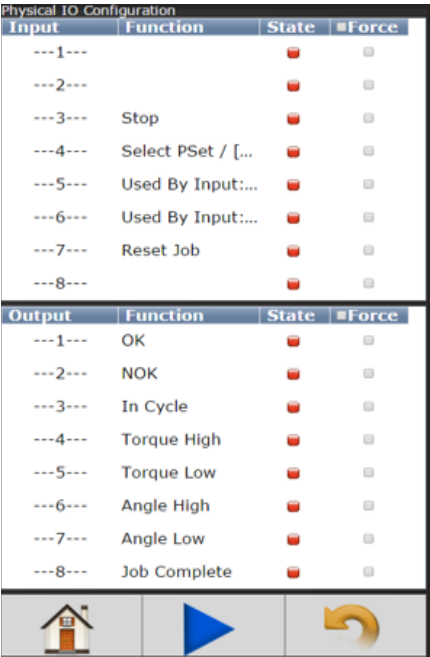 Physical IO Configuration
Input Function State Force
---1---
---2---
---3--- Stop
---4--- Select PSet / [...
---5--- Used By Input:...
---6--- Used By Input:...
---7--- Reset Job
---8---
Output Function State Force
---1--- OK
---2--- NOK
---3--- In Cycle
---4--- Torque High
---5--- Torque Low
---6--- Angle High
---7--- Angle Low
---8--- Job Complete